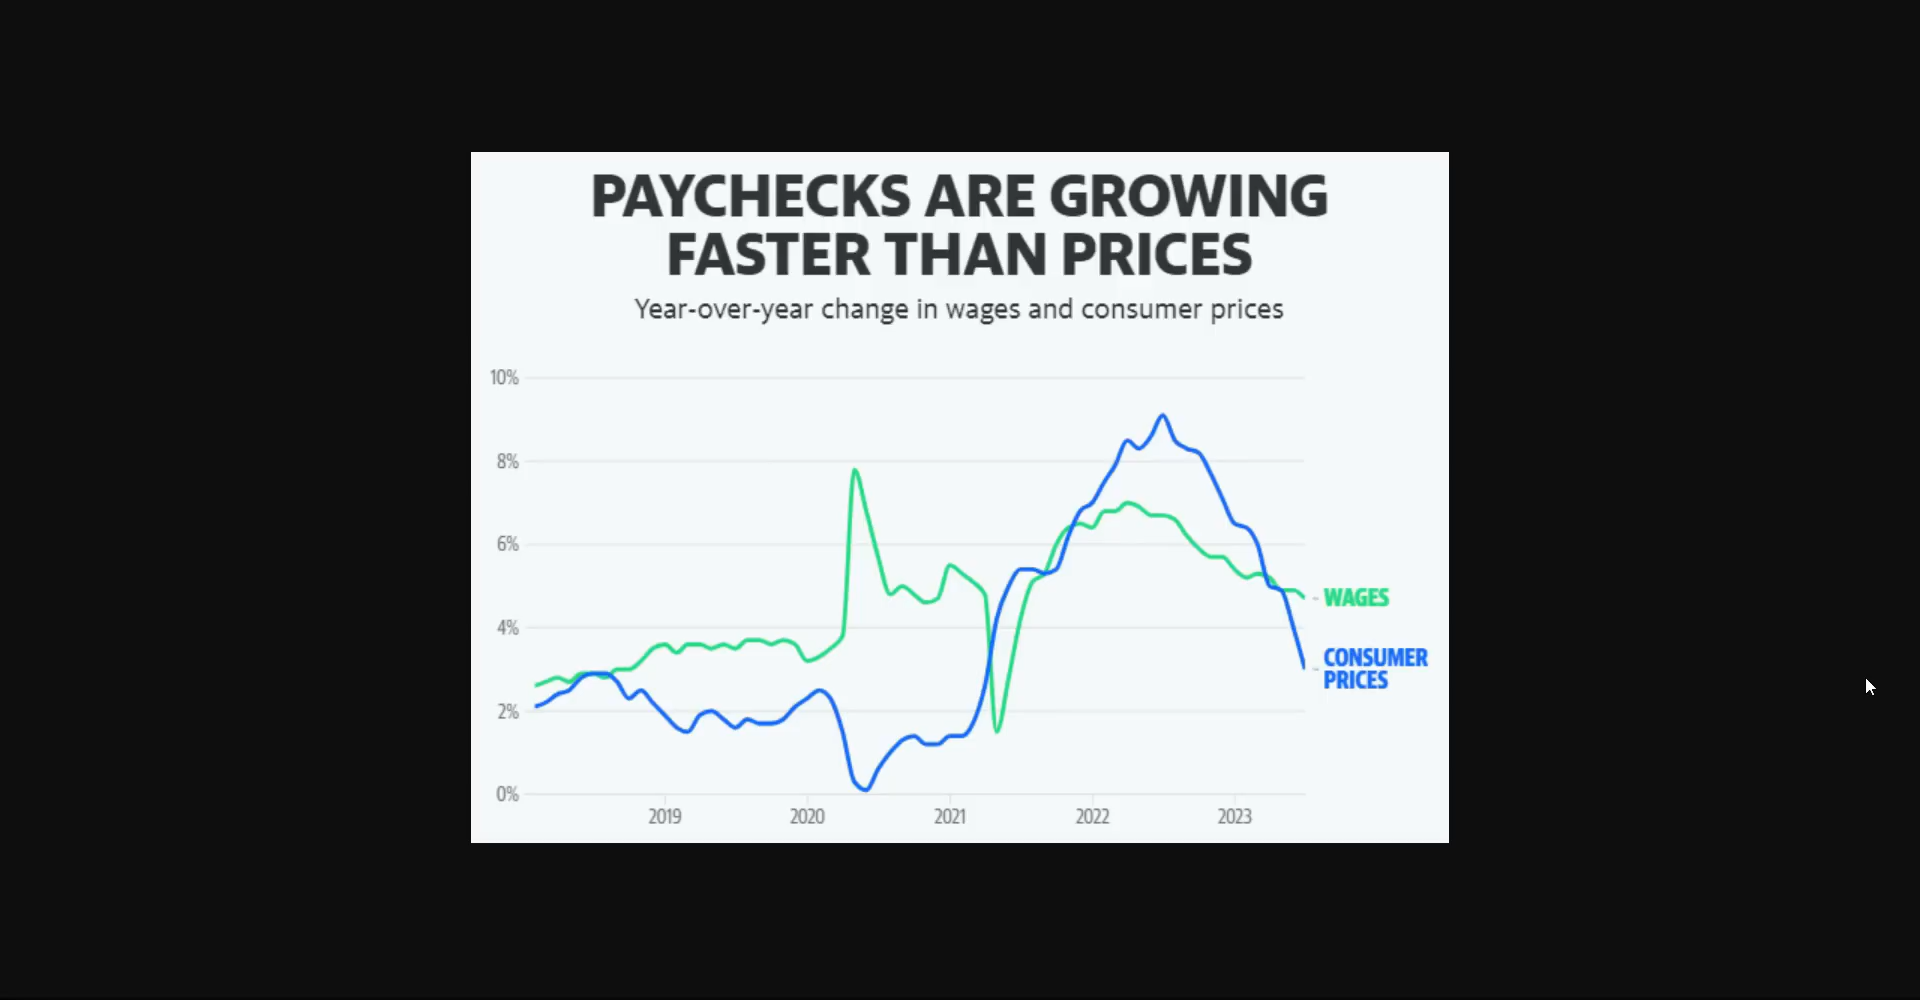 PAYCHECKS ARE GROWING
FASTER THAN PRICES
Year-over-year change in wages and consumer prices
10%
8%
6%
4%
2%
0%
WAGES
CONSUMER
PRICES
2019
2020
2021
2022
2023